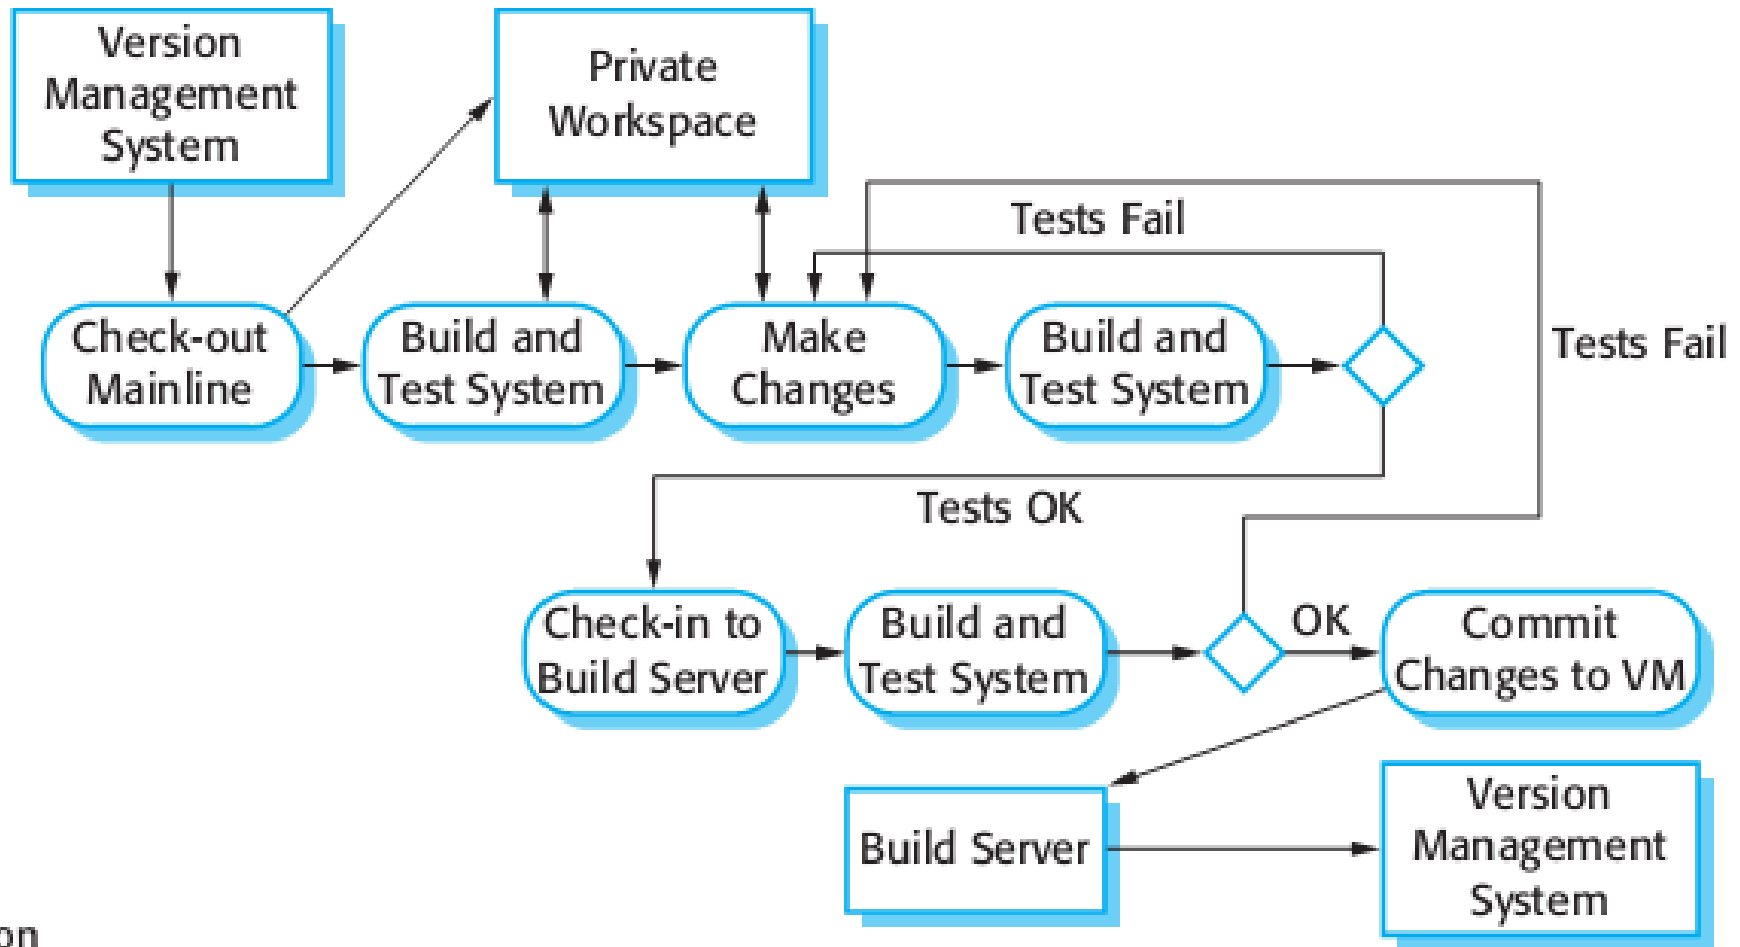 Version
Management
System
Private
Workspace
Tests Fail
Check-out
Mainline
Build and
Test System
Make
Changes
Build and
Test System
Tests Fail
Tests OK
Check-in to
Build Server
Build and
Test System
OK
Commit
Changes to VM
Build Server
Version
Management
System
on